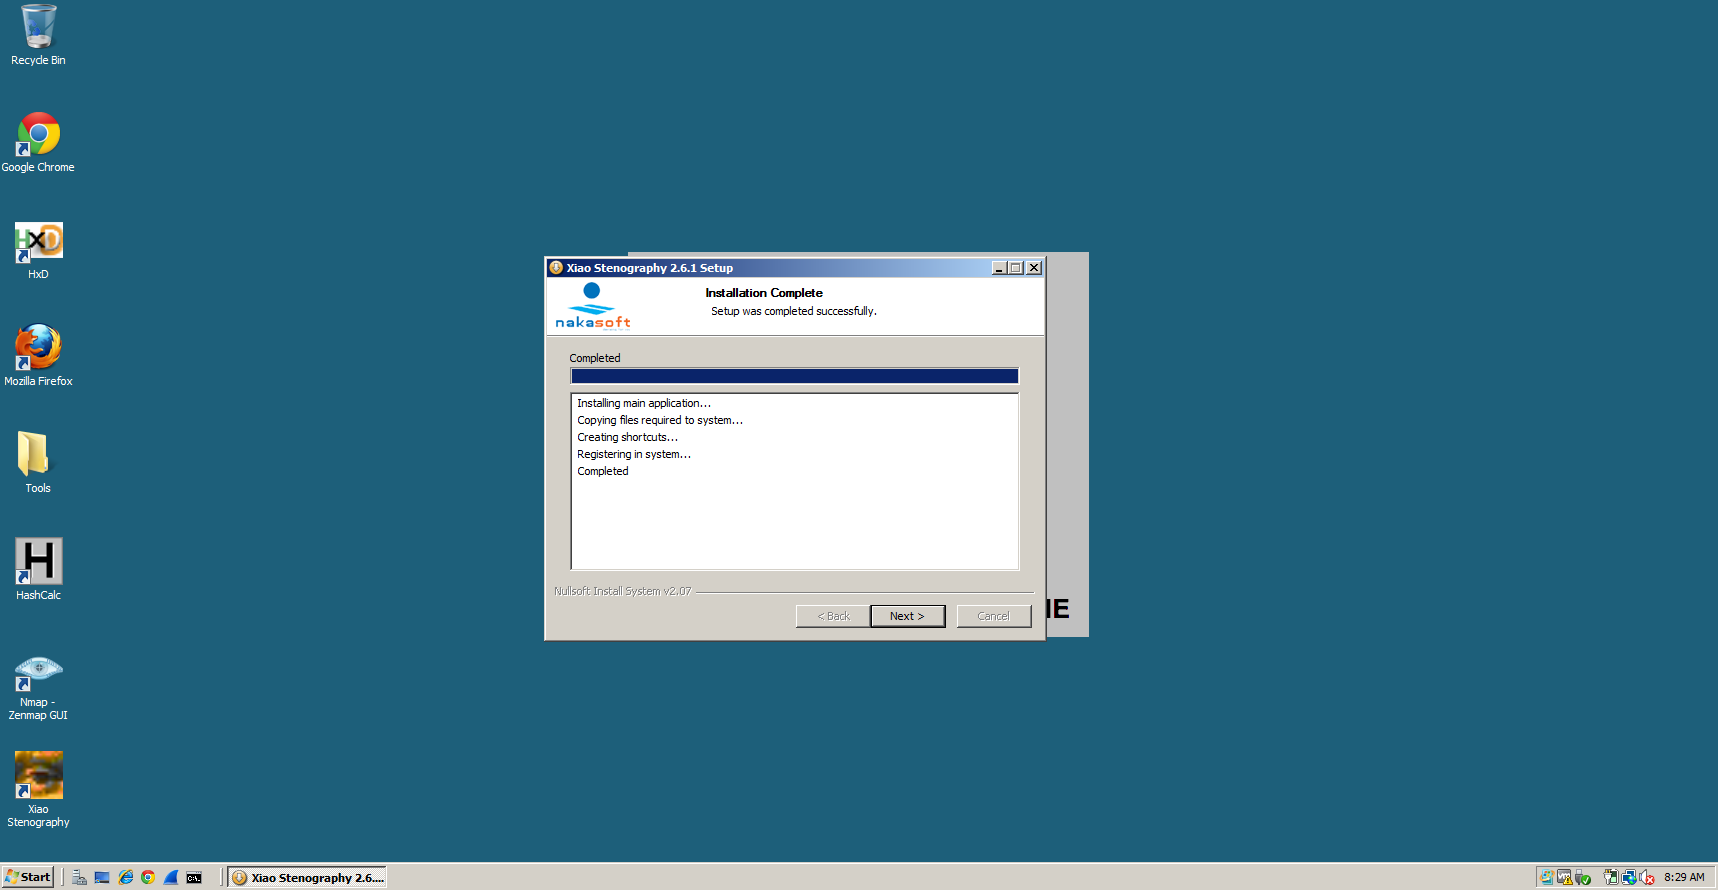 Recycle Bin
Google Chrome
HxD
HxD
Mozilla Firefox
Tools
H
HashCalc
Nmap -
Zenmap GUI
Xiao
Stenography
Xiao Stenography 2.6.1 Setup
nakasoft
Installation Complete
Setup was completed successfully.
Completed
Installing main application...
Copying files required to system...
Creating shortcuts...
Registering in system...
Completed
Nullsoft Install System v2.07
< Back
Next >
Cancel
IE
Start
C:\.
Xiao Stenography 2.6....
8:29 AM